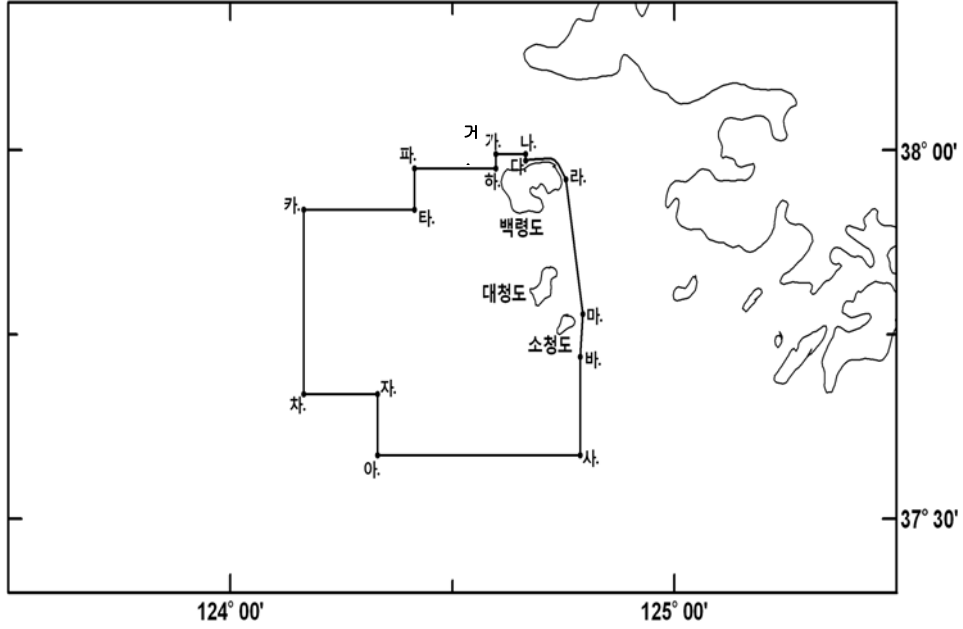 거
가. 나.
파. 다.
하. 라.
카. 타.
백령도
대청도
마.
소청도
바.
자.
차.
아. 사.
38° 00'
37° 30'
124° 00' 125° 00'